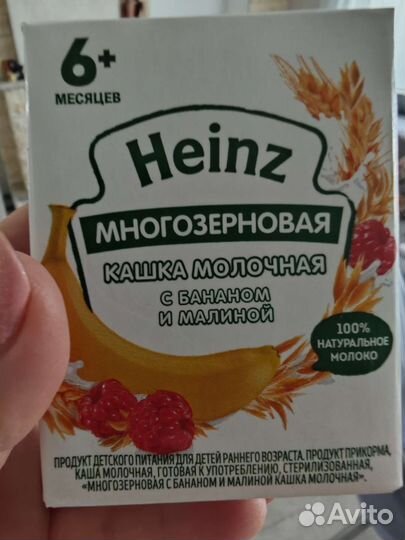 6+
МЕСЯЦЕВ
Heinz
МНОГОЗЕРНОВАЯ
КАШКА МОЛОЧНАЯ
С БАНАНОМ
И МАЛИНОЙ
100%
НАТУРАЛЬНОЕ
МОЛОКО
ПРОДУКТ ДЕТСКОГО ПИТАНИЯ ДЛЯ ДЕТЕЙ РАННЕГО ВОЗРАСТА. ПРОДУКТ ПРИКОРМА,
КАША МОЛОЧНАЯ, ГОТОВАЯ К УПОТРЕБЛЕНИЮ, СТЕРИЛИЗОВАННАЯ,
«МНОГОЗЕРНОВАЯ С БАНАНОМ И МАЛИНОЙ КАШКА МОЛОЧНАЯ».
Avito